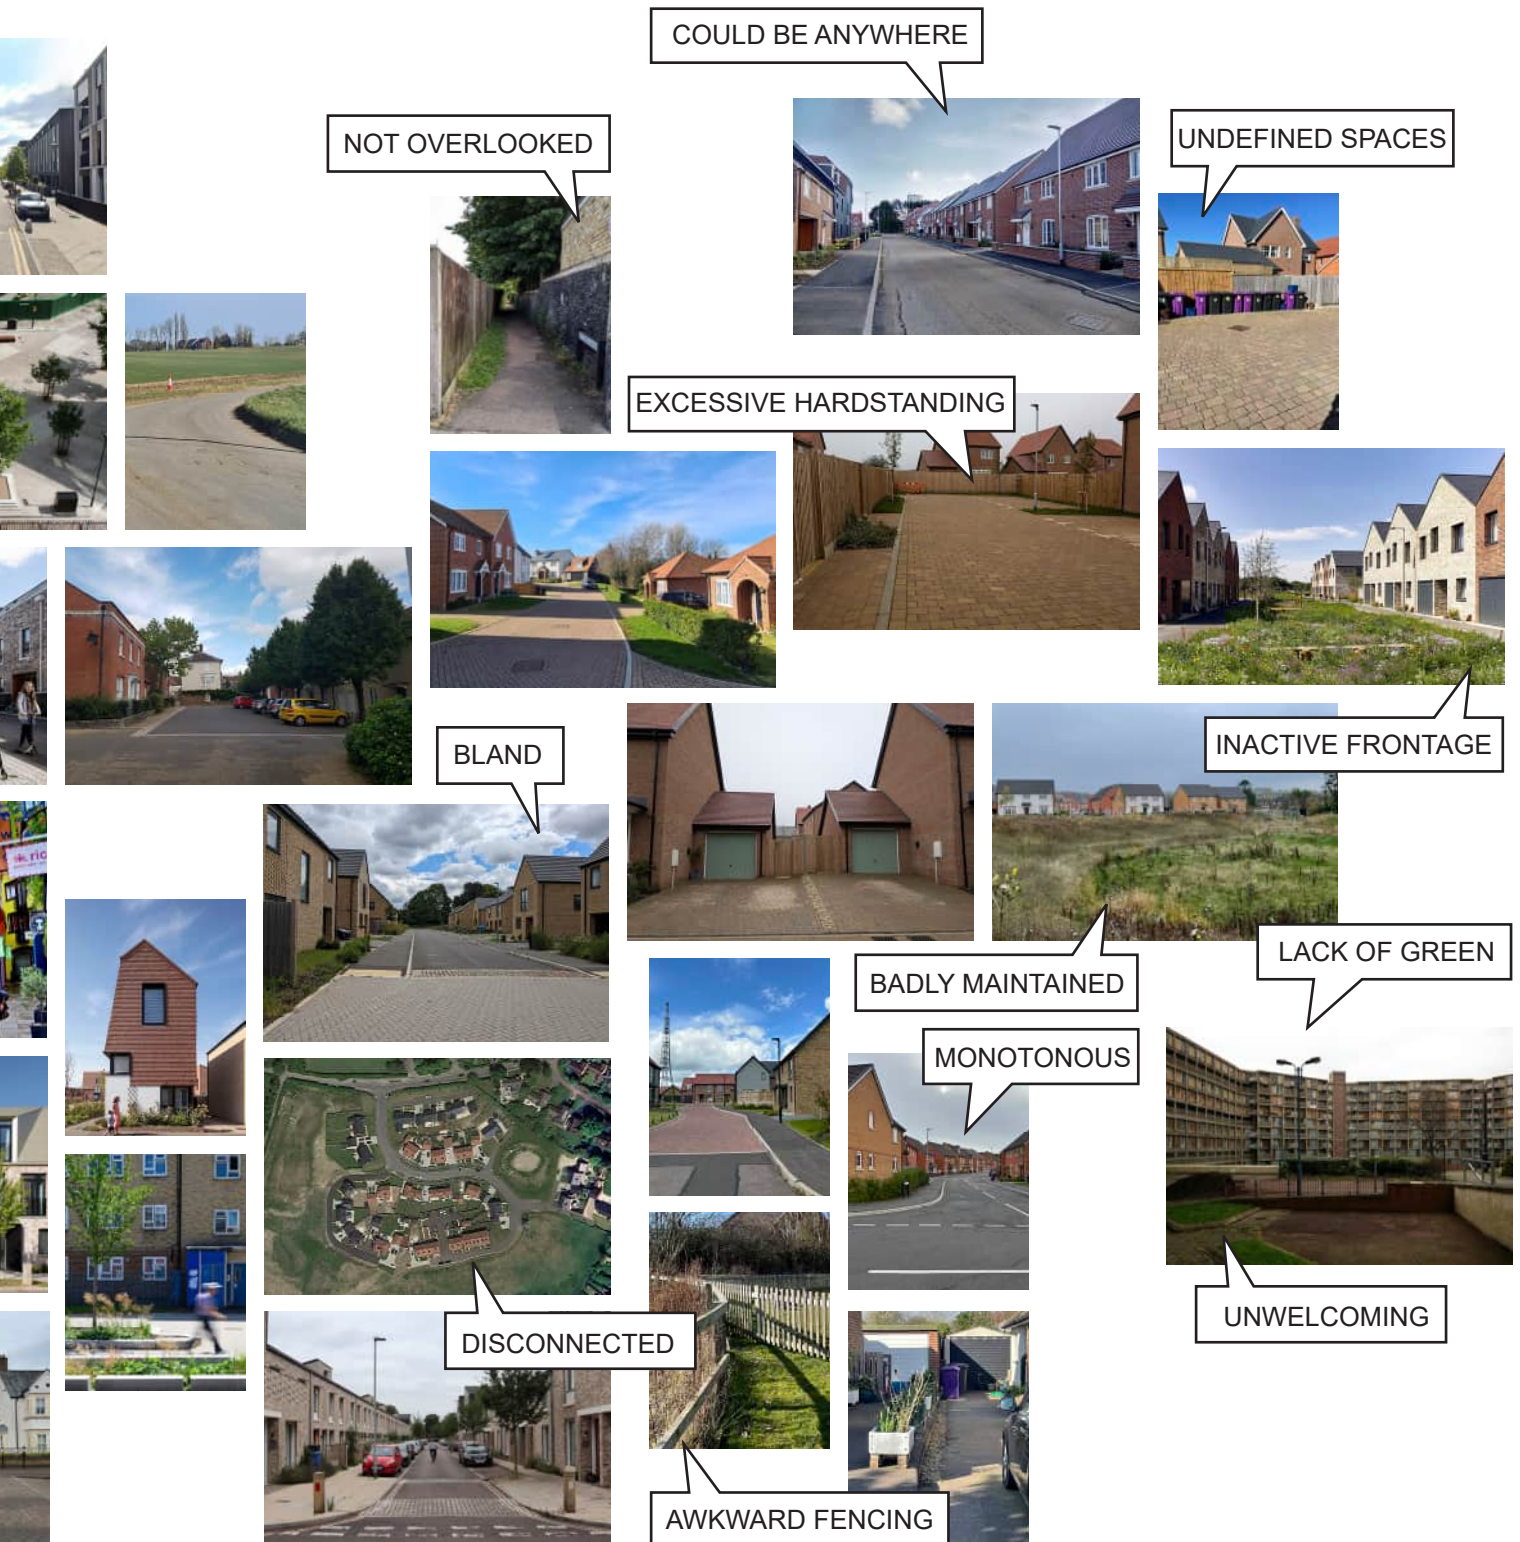 COULD BE ANYWHERE
NOT OVERLOOKED
UNDEFINED SPACES
EXCESSIVE HARDSTANDING
INACTIVE FRONTAGE
BLAND
LACK OF GREEN
BADLY MAINTAINED
MONOTONOUS
UNWELCOMING
DISCONNECTED
AWKWARD FENCING